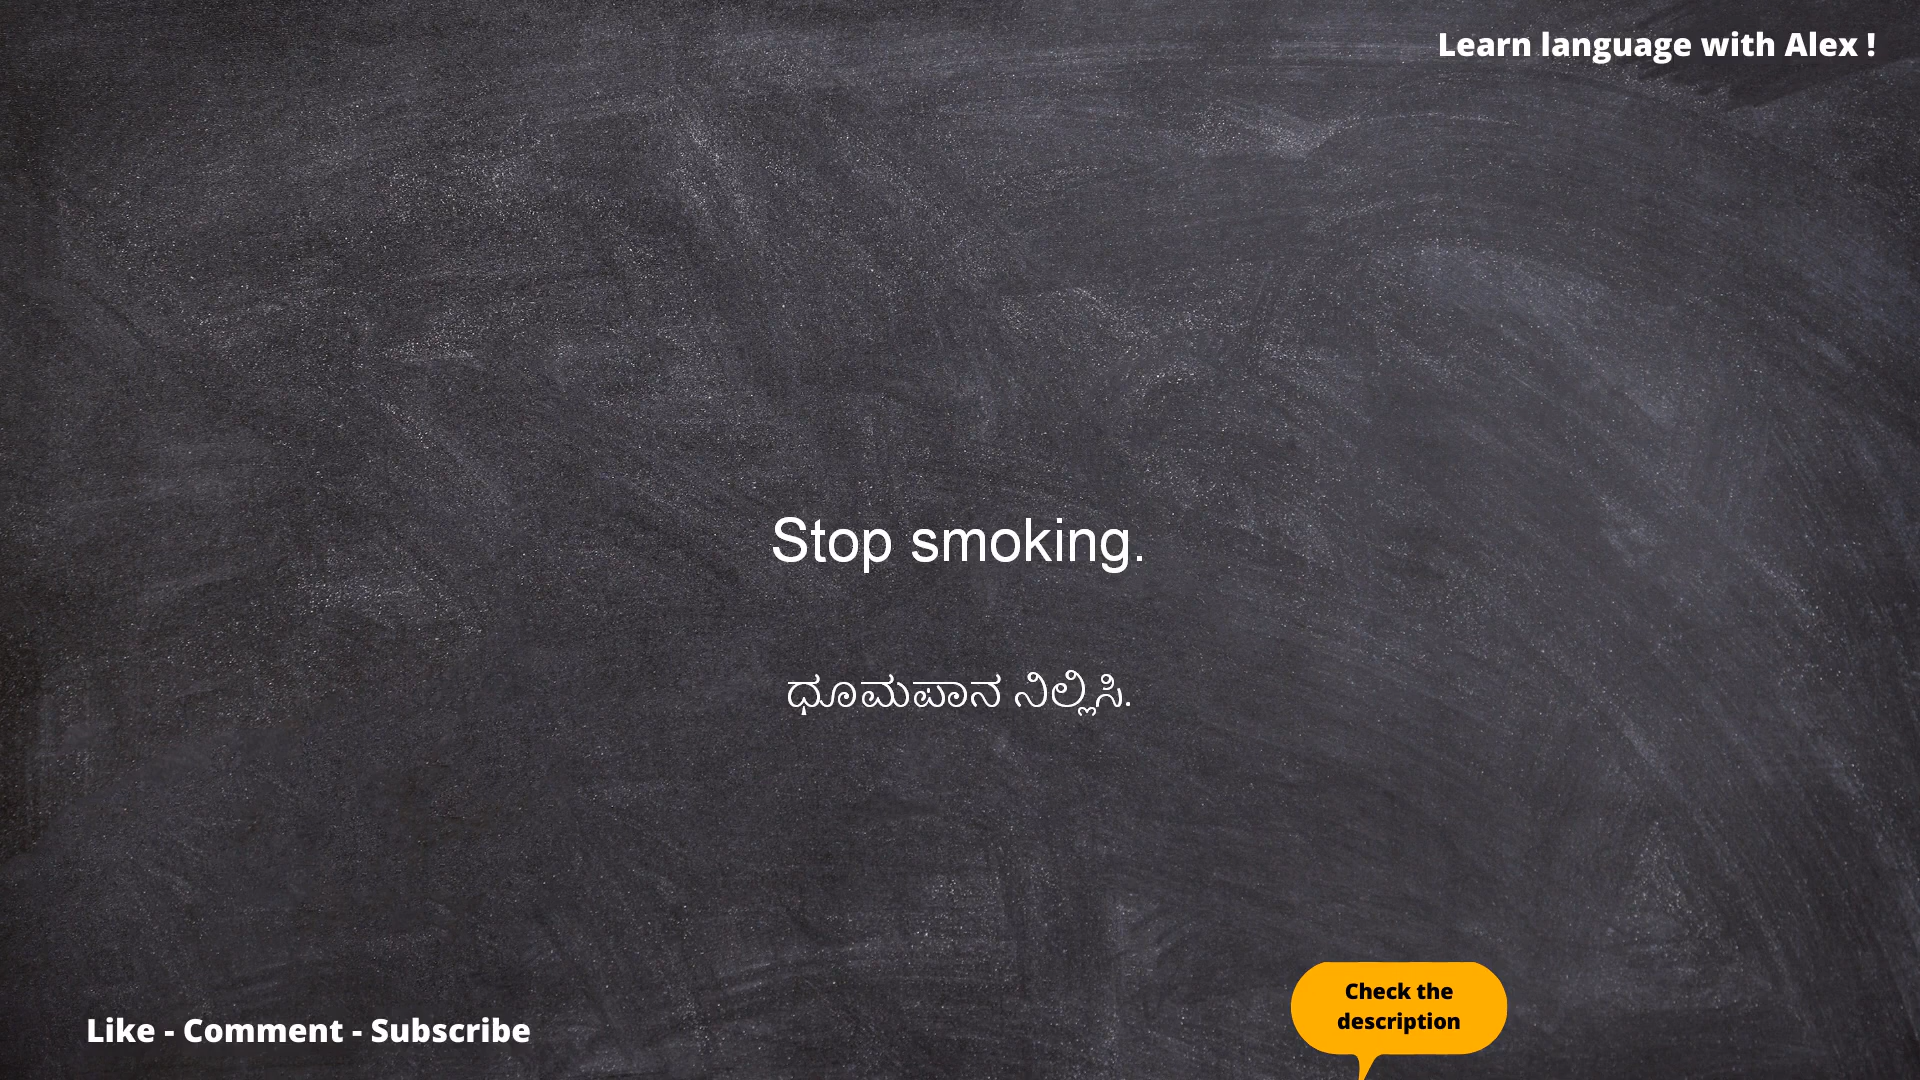 Learn language with Alex !
Stop smoking.
ಧೂಮಪಾನ ನಿಲ್ಲಿಸಿ.
Check the
description
Like - Comment - Subscribe